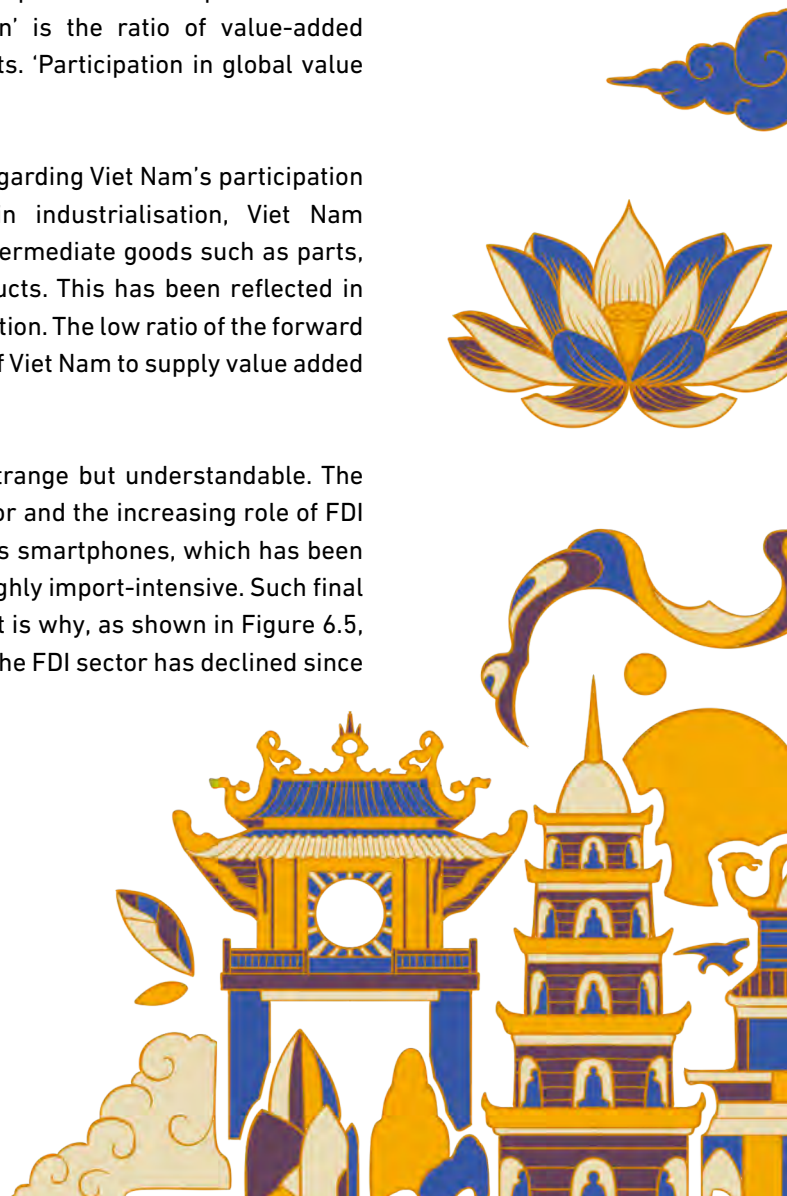 is the ratio of value-added
ts. ‘Participation in global value
garding Viet Nam’s participation
in industrialisation, Viet Nam
termediate goods such as parts,
ucts. This has been reflected in
tion. The low ratio of the forward
f Viet Nam to supply value added
trange but understandable. The
or and the increasing role of FDI
s smartphones, which has been
ghly import-intensive. Such final
t is why, as shown in Figure 6.5,
he FDI sector has declined since